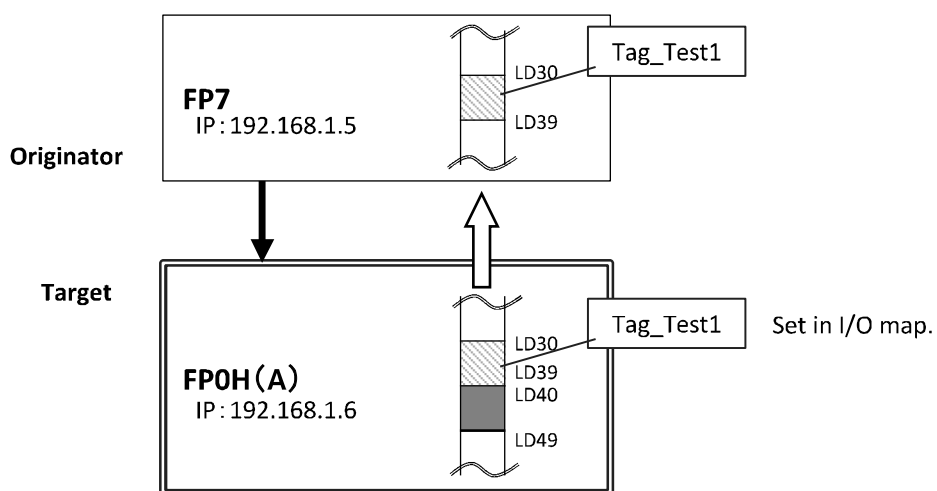 Tag_Test1
LD30
FP7
IP:192.168.1.5
LD39
Originator
Target
Tag_Test1
Set in I/O map.
LD30
LD39
FP0H(A)
LD40
IP:192.168.1.6
LD49